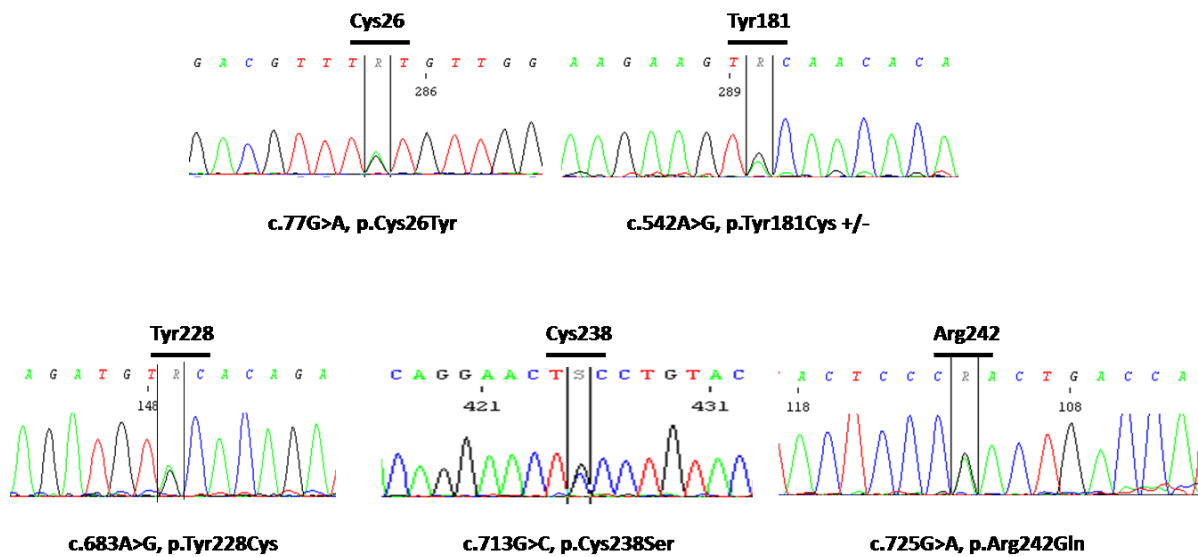 Cys26
G A C G T T T R T G T T G G
286
c.77G>A, p.Cys26Tyr
Tyr181
A A G A A G T R C A A C A C A
289
c.542A>G, p.Tyr181Cys +/-
Tyr228
A G A T G T R C A C A G A
148
c.683A>G, p.Tyr228Cys
Cys238
C A G G A A C T S C C T G T A C
421 431
c.713G>C, p.Cys238Ser
Arg242
A C T C C C R A C T G A C C A
118 108
c.725G>A, p.Arg242Gln